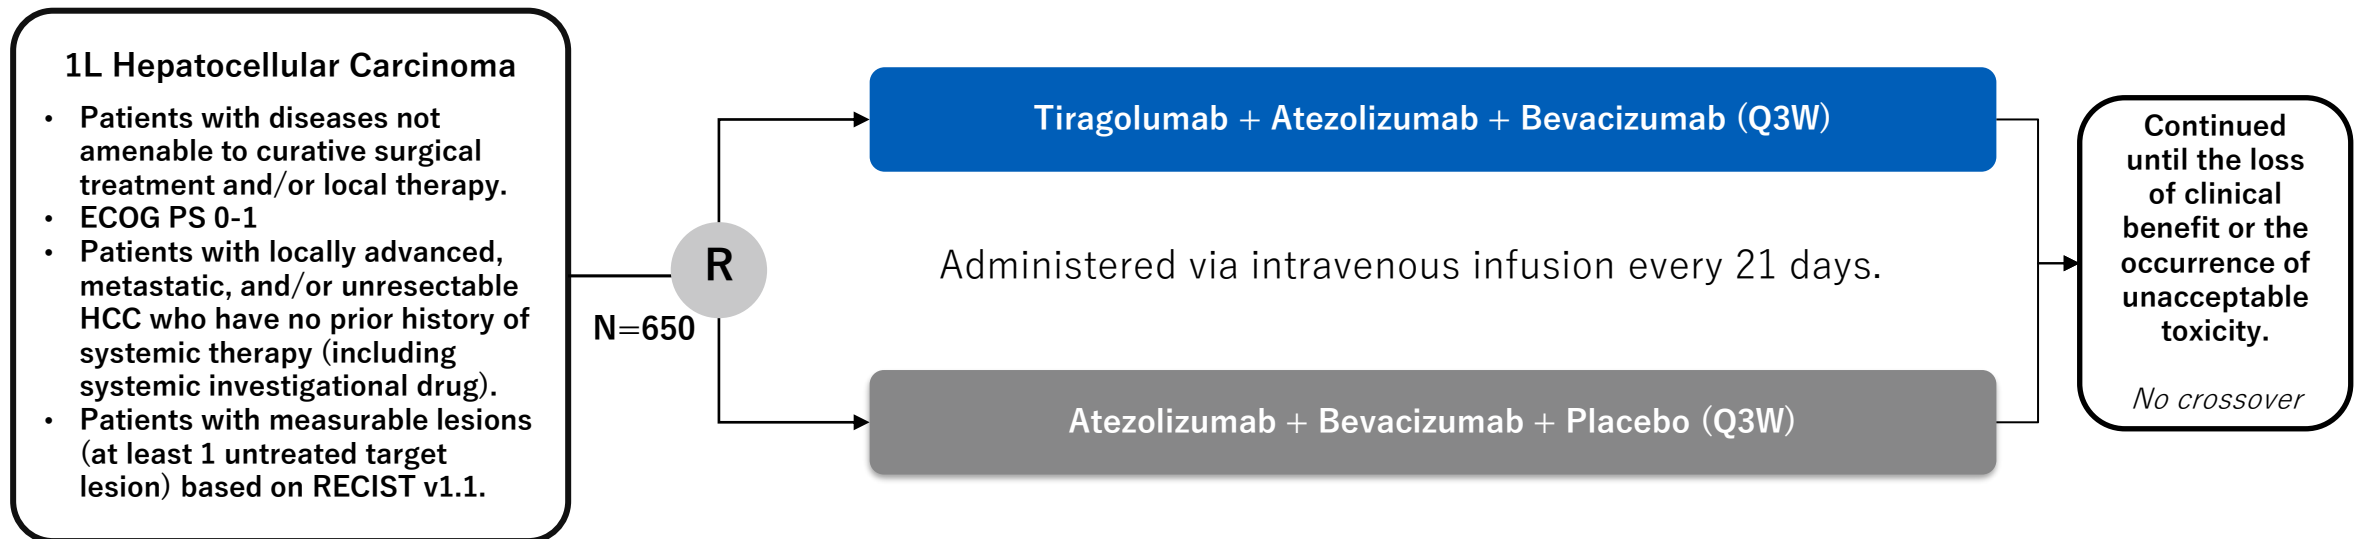 1L Hepatocellular Carcinoma
• Patients with diseases not
amenable to curative surgical
treatment and/or local therapy.
• ECOG PS 0-1
• Patients with locally advanced,
metastatic, and/or unresectable
HCC who have no prior history of
systemic therapy (including
systemic investigational drug).
• Patients with measurable lesions
(at least 1 untreated target
lesion) based on RECIST v1.1.
N=650
R
Tiragolumab + Atezolizumab + Bevacizumab (Q3W)
Administered via intravenous infusion every 21 days.
Atezolizumab + Bevacizumab + Placebo (Q3W)
Continued
until the loss
of clinical
benefit or the
occurrence of
unacceptable
toxicity.
No crossover